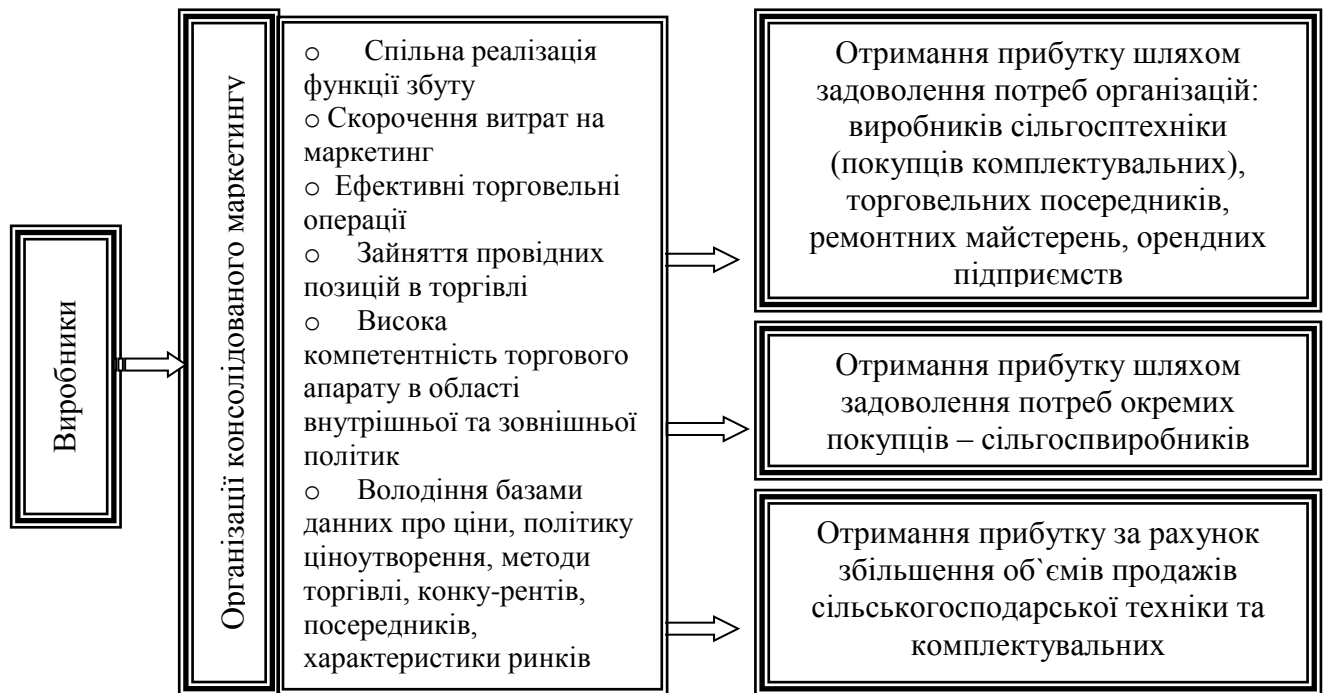 Виробники
Організації консолідованого маркетингу
o Спільна реалізація
функції збуту
o Скорочення витрат на
маркетинг
o Ефективні торговельні
операції
o Зайняття провідних
позицій в торгівлі
o Висока
компетентність торгового
апарату в області
внутрішньої та зовнішньої
політик
o Володіння базами
данних про ціни, політику
ціноутворення, методи
торгівлі, конку-рентів,
посередників,
характеристики ринків
Отримання прибутку шляхом
задоволення потреб організацій:
виробників сільгосптехніки
(покупців комплектувальних),
торговельних посередників,
ремонтних майстерень, орендних
підприємств
Отримання прибутку шляхом
задоволення потреб окремих
покупців – сільгоспвиробників
Отримання прибутку за рахунок
збільшення об`ємів продажів
сільськогосподарської техніки та
комплектувальних